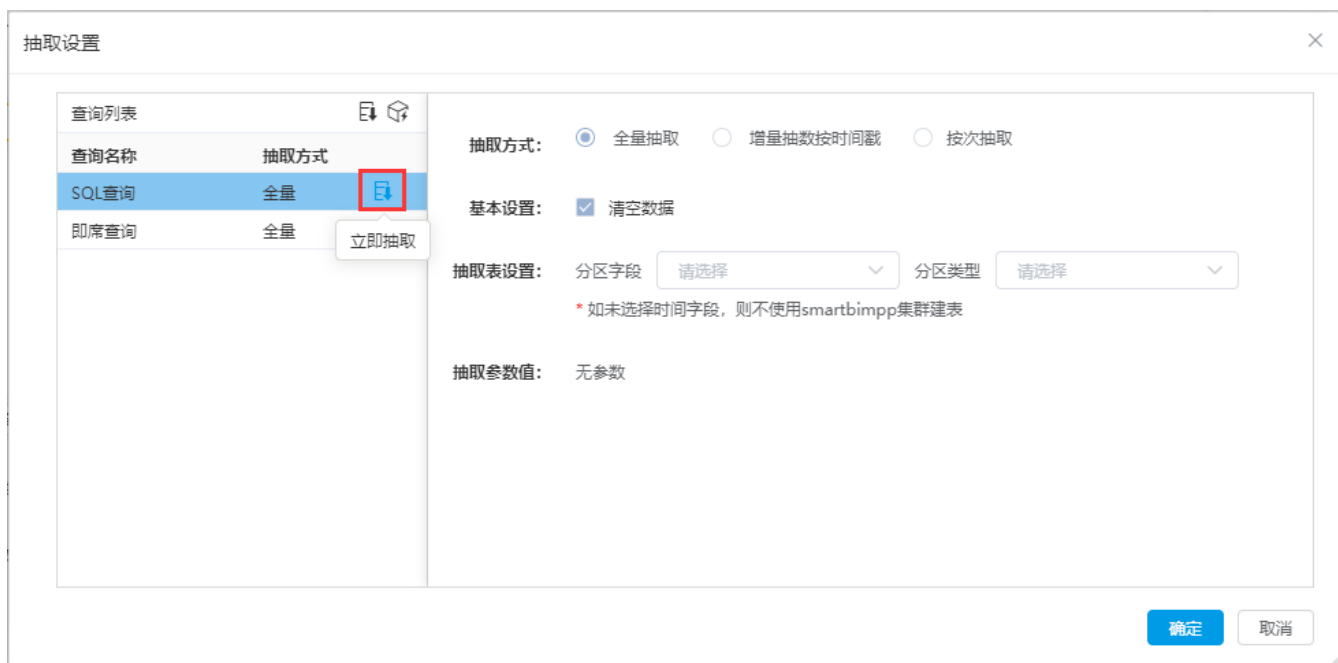 抽取设置
查询列表
查询名称 抽取方式
SQL查询 全量
即席查询 全量
立即抽取
抽取方式： 全量抽取 增量抽数按时间戳 按次抽取
基本设置： 清空数据
抽取表设置： 分区字段 请选择 分区类型 请选择
* 如未选择时间字段，则不使用smartbimpp集群建表
抽取参数值： 无参数
确定 取消